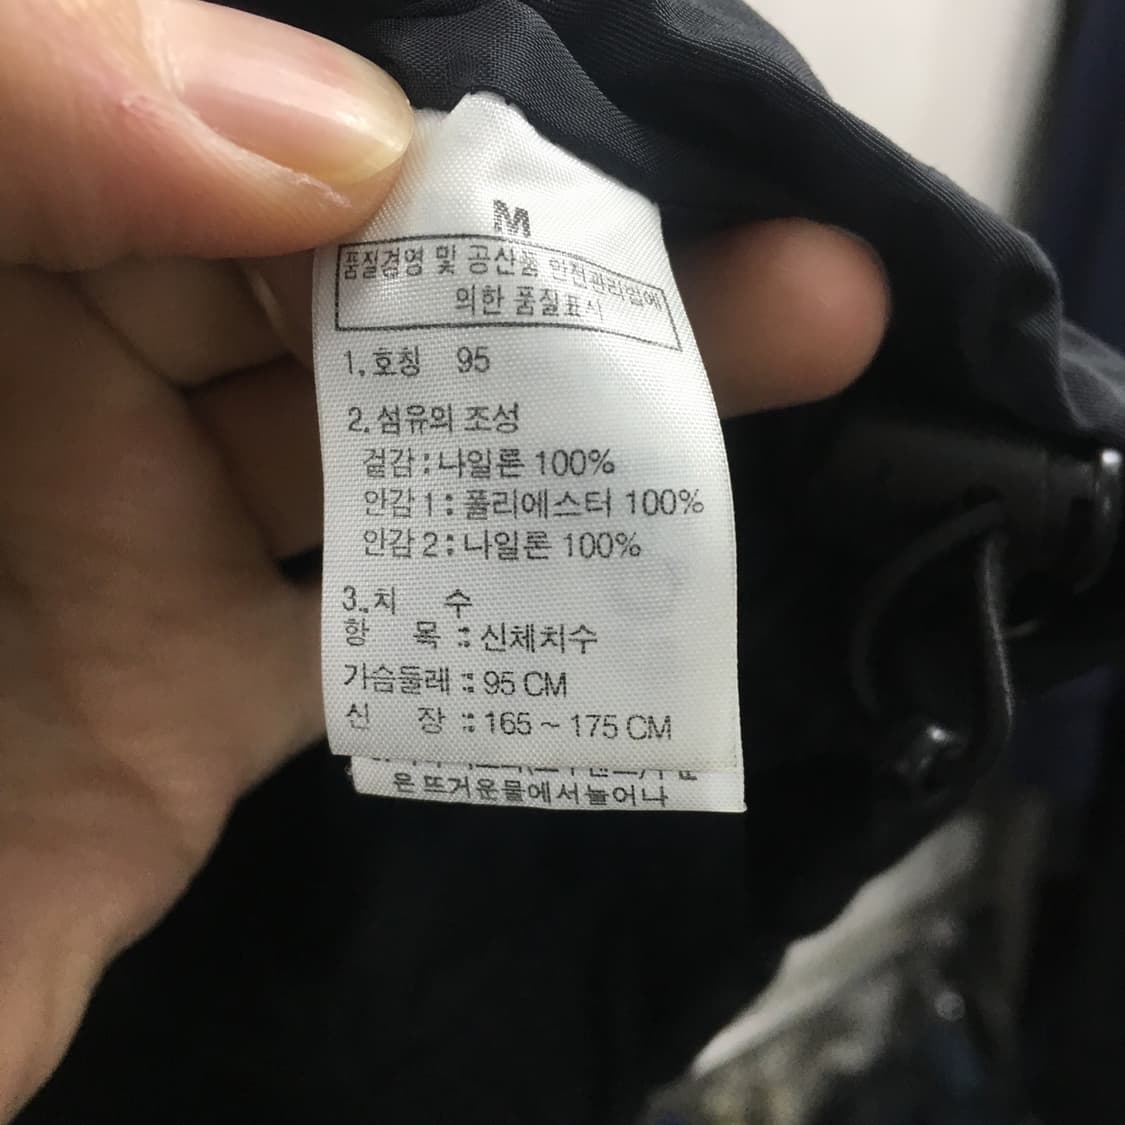 M
품질경영 및 공산품 안전관리법에
의한 품질표시
1. 호칭 95
2. 섬유의 조성
겉감 : 나일론 100%
안감 1 : 폴리에스터 100%
안감 2 : 나일론 100%
3. 치 수
항 목 : 신체치수
가슴둘레 : 95 CM
신 장 : 165 ~ 175 CM
은 뜨거운물에서늘어나